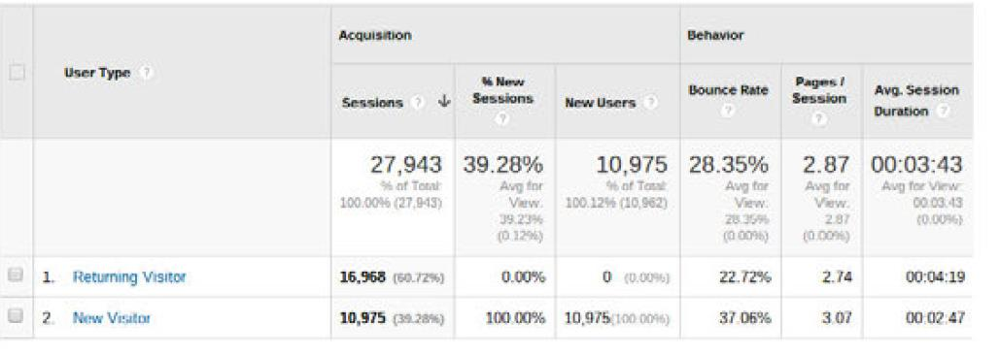 Acquisition
Behavior
User Type ?
Sessions ?
% New
Sessions
?
New Users ?
Bounce Rate
?
Pages /
Session
?
Avg. Session
Duration ?
27,943
% of Total:
100.00% (27,943)
39.28%
Avg for
View:
39.23%
(0.12%)
10,975
% of Total:
100.12% (10,962)
28.35%
Avg for
View:
28.35%
(0.00%)
2.87
Avg for
View:
2.87
(0.00%)
00:03:43
Avg for View:
00:03:43
(0.00%)
1. Returning Visitor 16,968 (60.72%) 0.00% 0 (0.00%) 22.72% 2.74 00:04:19
2. New Visitor 10,975 (39.28%) 100.00% 10,975(100.00%) 37.06% 3.07 00:02:47